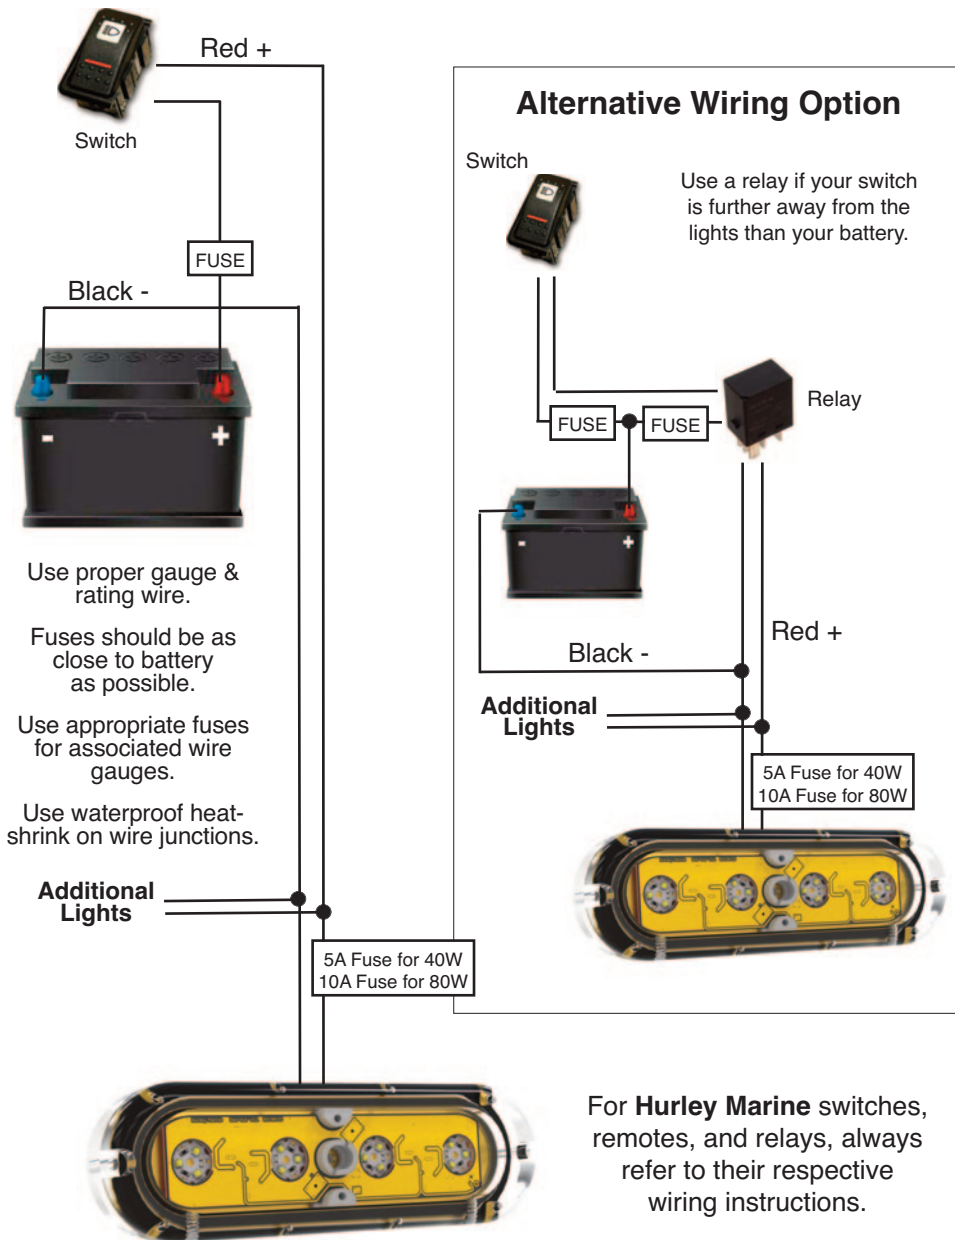 Red +
Switch
FUSE
Black -
-
+
Use proper gauge &
rating wire.
Fuses should be as
close to battery
as possible.
Use appropriate fuses
for associated wire
gauges.
Use waterproof heat-
shrink on wire junctions.
Additional
Lights
5A Fuse for 40W
10A Fuse for 80W
Alternative Wiring Option
Switch
Use a relay if your switch
is further away from the
lights than your battery.
Relay
FUSE
FUSE
-
+
Red +
Black -
Additional
Lights
5A Fuse for 40W
10A Fuse for 80W
For Hurley Marine switches,
remotes, and relays, always
refer to their respective
wiring instructions.